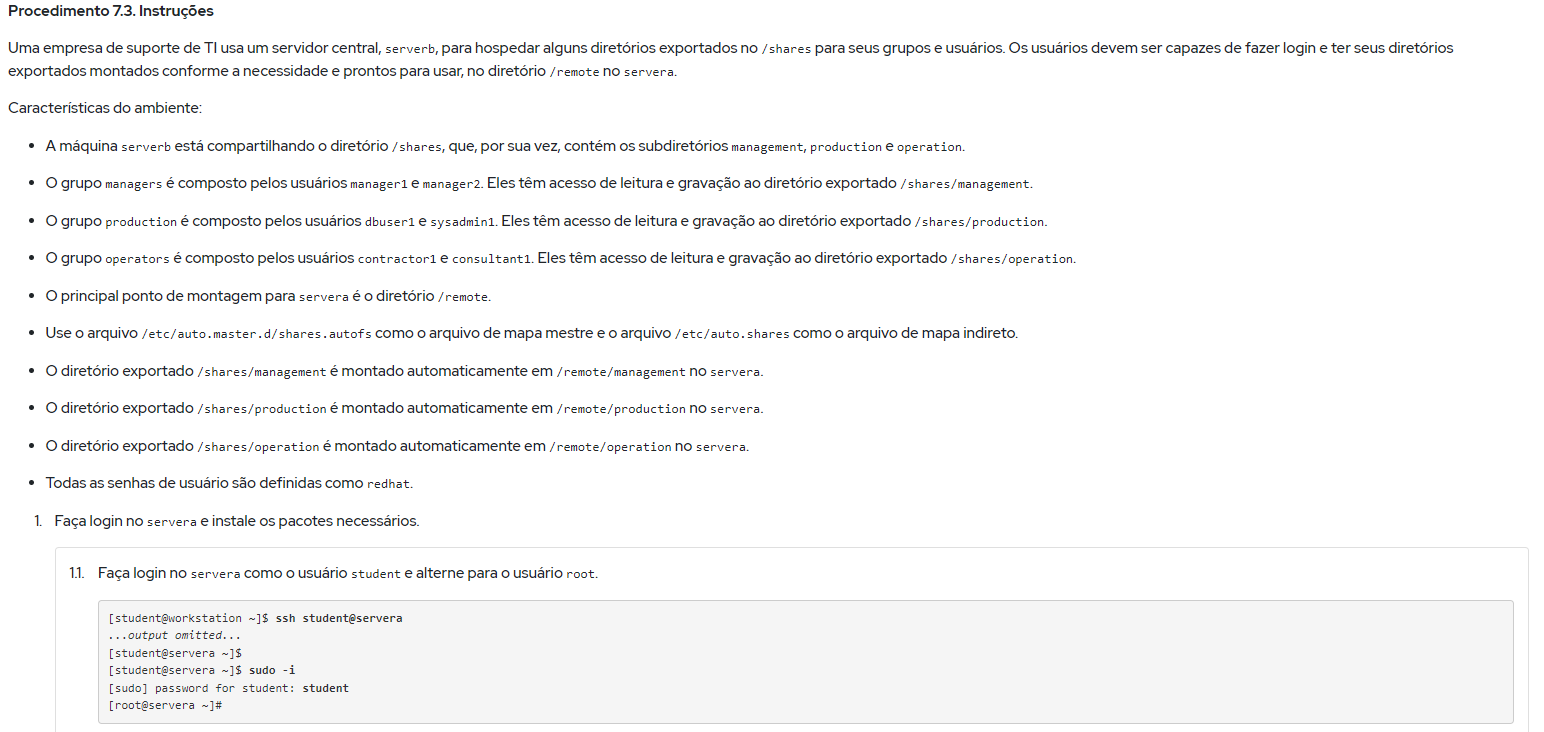 Procedimento 7.3. Instruções
Uma empresa de suporte de TI usa um servidor central, serverb, para hospedar alguns diretórios exportados no /shares para seus grupos e usuários. Os usuários devem ser capazes de fazer login e ter seus diretórios
exportados montados conforme a necessidade e prontos para usar, no diretório /remote no servera.
Características do ambiente:
• A máquina serverb está compartilhando o diretório /shares, que, por sua vez, contém os subdiretórios management, production e operation.
• O grupo managers é composto pelos usuários manager1 e manager2. Eles têm acesso de leitura e gravação ao diretório exportado /shares/management.
• O grupo production é composto pelos usuários dbuser1 e sysadmin1. Eles têm acesso de leitura e gravação ao diretório exportado /shares/production.
• O grupo operators é composto pelos usuários contractor1 e consultant1. Eles têm acesso de leitura e gravação ao diretório exportado /shares/operation.
• O principal ponto de montagem para servera é o diretório /remote.
• Use o arquivo /etc/auto.master.d/shares.autofs como o arquivo de mapa mestre e o arquivo /etc/auto.shares como o arquivo de mapa indireto.
• O diretório exportado /shares/management é montado automaticamente em /remote/management no servera.
• O diretório exportado /shares/production é montado automaticamente em /remote/production no servera.
• O diretório exportado /shares/operation é montado automaticamente em /remote/operation no servera.
• Todas as senhas de usuário são definidas como redhat.
1. Faça login no servera e instale os pacotes necessários.
1.1. Faça login no servera como o usuário student e alterne para o usuário root.
[student@workstation ~]$ ssh student@servera
...output omitted...
[student@servera ~]$
[student@servera ~]$ sudo -i
[sudo] password for student: student
[root@servera ~]#